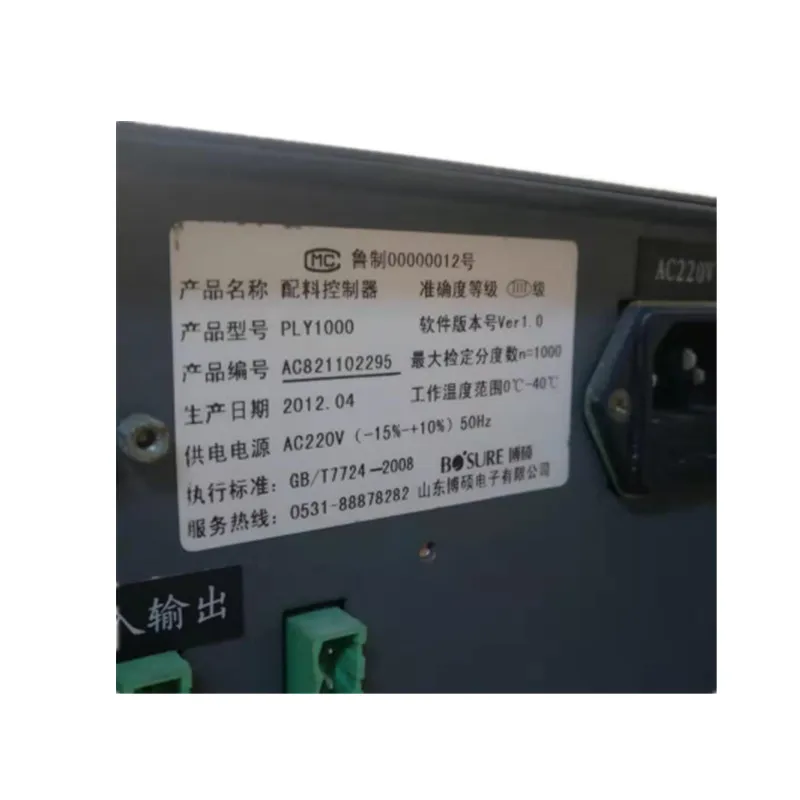 MC 鲁制00000012号
产品名称 配料控制器 准确度等级 III级
产品型号 PLY1000 软件版本号Ver1.0
产品编号 AC821102295 最大检定分度数n=1000
生产日期 2012.04 工作温度范围0℃-40℃
供电电源 AC220V (-15%-+10%) 50Hz
执行标准: GB/T7724-2008 BOSURE 博硕
服务热线: 0531-88878282 山东博硕电子有限公司
AC220V
入输出